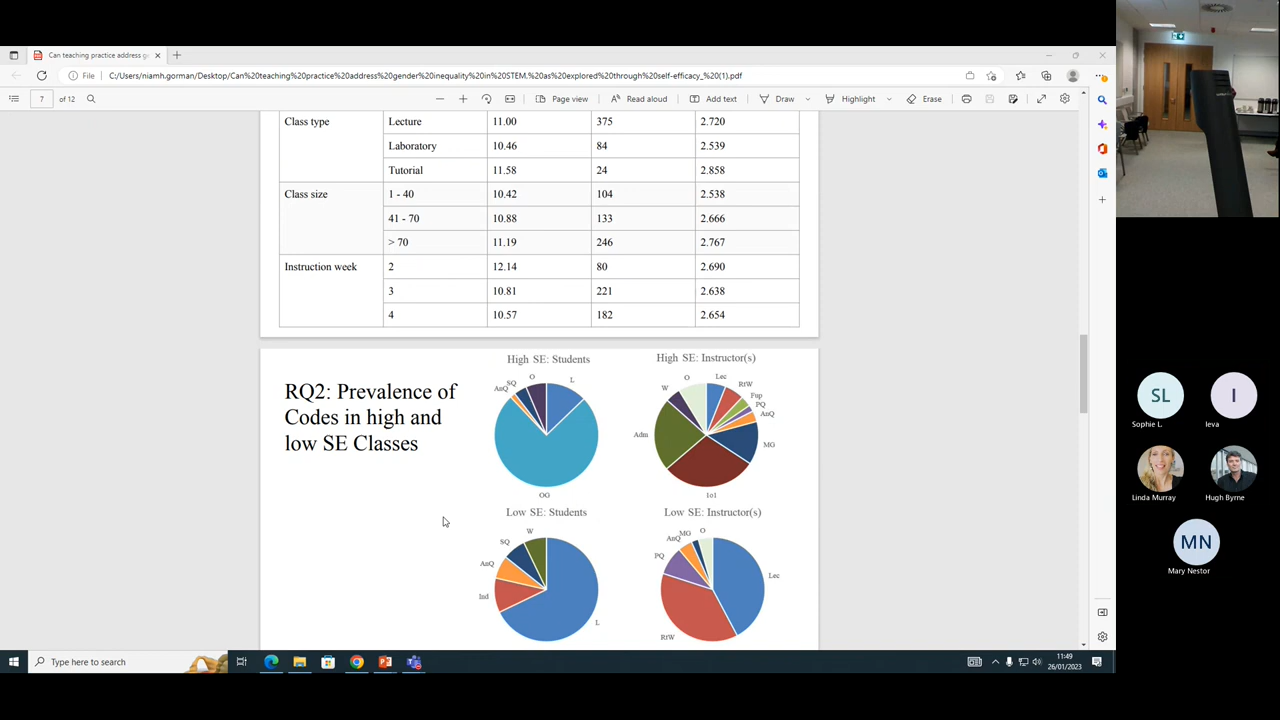 Can teaching practice address g
File
C:/Users/niamh.gorman/Desktop/Can%20teaching%20practice%20address%20gender%20inequality%20in%20STEM.%20as%20explored%20through%20self-efficacy_%20(1).pdf
7 of 12
Page view
Read aloud
Add text
Draw
Highlight
Erase
Class type Lecture 11.00 375 2.720
Laboratory 10.46 84 2.539
Tutorial 11.58 24 2.858
Class size 1 - 40 10.42 104 2.538
41 - 70 10.88 133 2.666
> 70 11.19 246 2.767
Instruction week 2 12.14 80 2.690
3 10.81 221 2.638
4 10.57 182 2.654
RQ2: Prevalence of
Codes in high and
low SE Classes
High SE: Students
AnQ
SQ
O
L
OG
High SE: Instructor(s)
W
O
Lec
RtW
Fup
PQ
AnQ
MG
1o1
Adm
Low SE: Students
W
SQ
AnQ
Ind
L
Low SE: Instructor(s)
O
MG
AnQ
PQ
RtW
Lec
SL
Sophie L.
I
Ieva
Linda Murray
Hugh Byrne
MN
Mary Nestor
Type here to search
11:49
26/01/2023